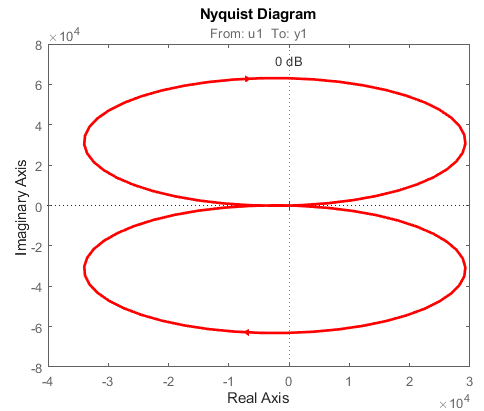 Nyquist Diagram
From: u1 To: y1
×10⁴
0 dB
8
6
4
2
0
-2
-4
-6
-8
Imaginary Axis
-4 -3 -2 -1 0 1 2 3
Real Axis
×10⁴